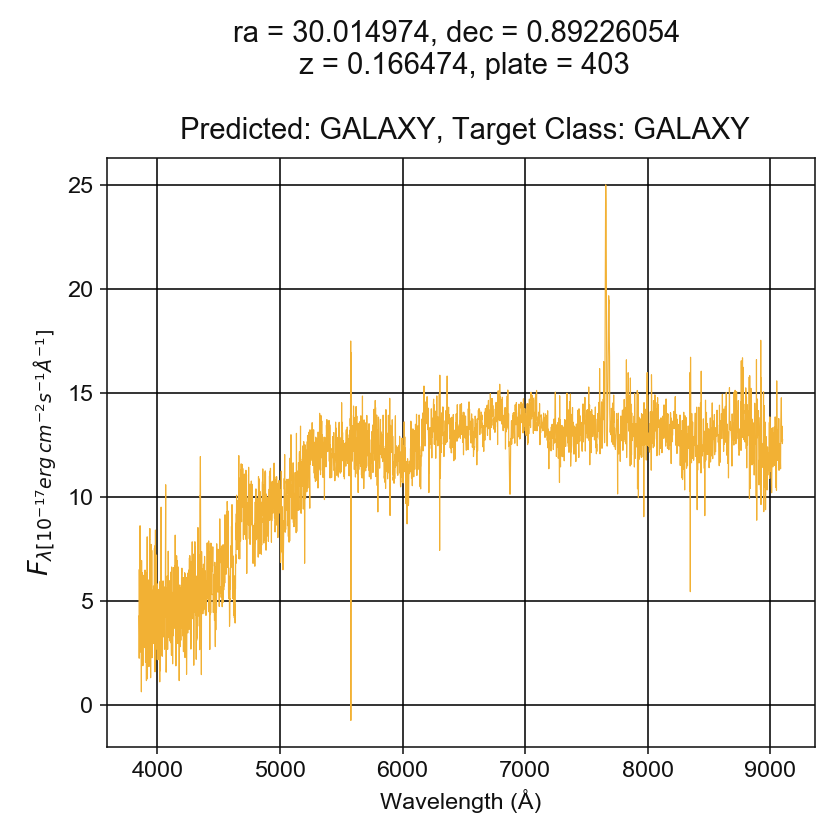 ra = 30.014974, dec = 0.89226054
z = 0.166474, plate = 403
Predicted: GALAXY, Target Class: GALAXY
F_{λ[10^{-17} erg cm^{-2} s^{-1} Å^{-1}]}
25
20
15
10
5
0
4000 5000 6000 7000 8000 9000
Wavelength (Å)